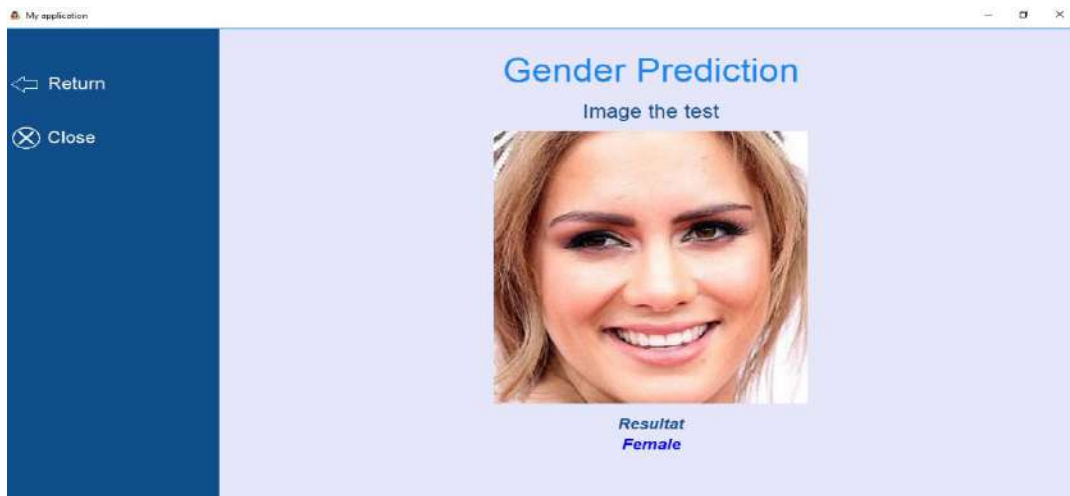 My application
Return
Close
Gender Prediction
Image the test
Resultat
Female